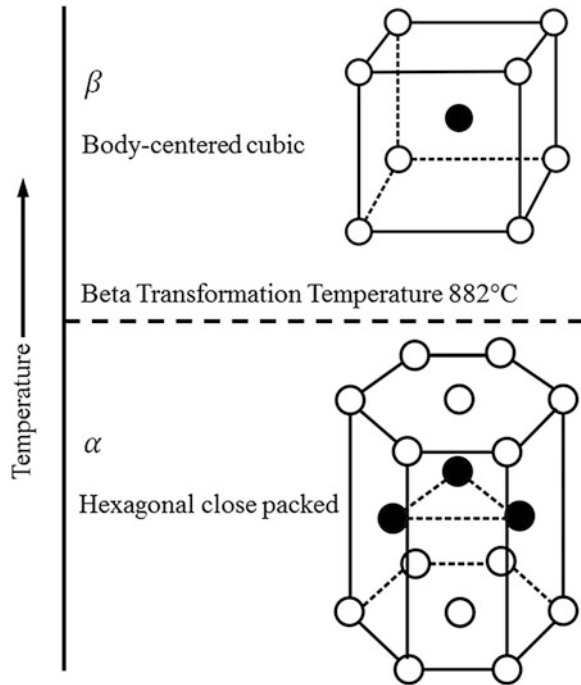 β
Body-centered cubic
Beta Transformation Temperature 882°C
Temperature
α
Hexagonal close packed